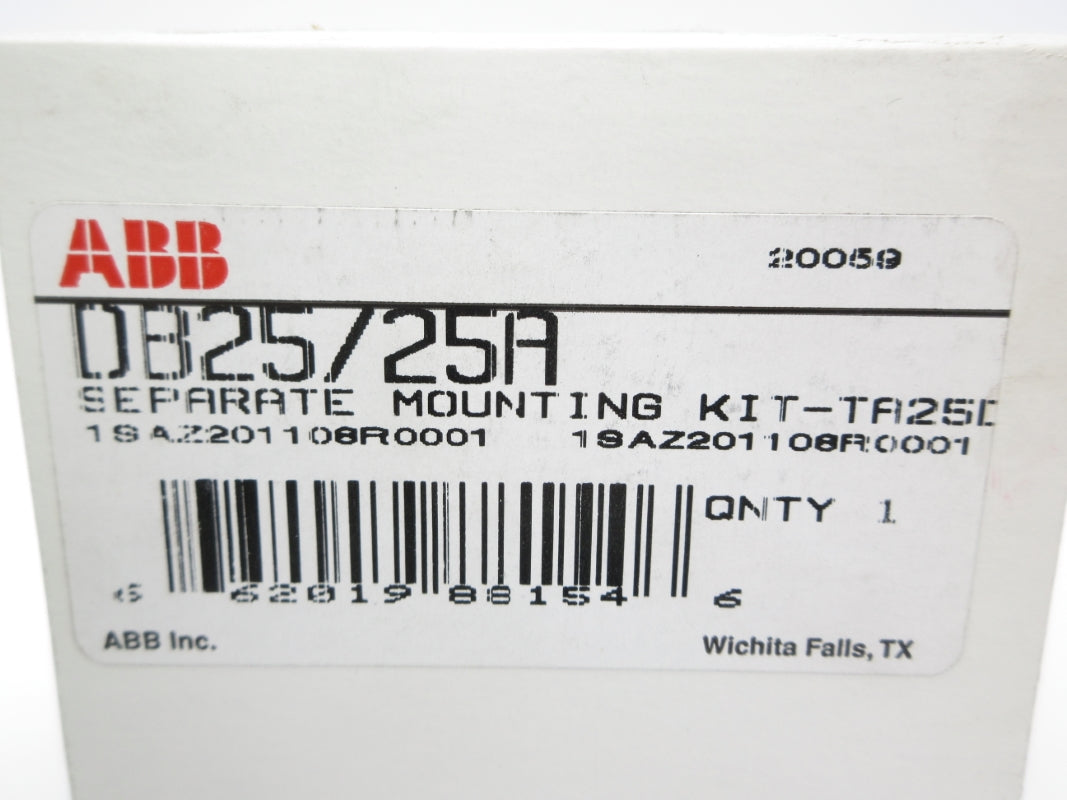 ABB 20059
DB25/25A
SEPARATE MOUNTING KIT-TA25D
1SAZ201108R0001 1SAZ201108R0001
QNTY 1
6 62019 88154 6
ABB Inc. Wichita Falls, TX